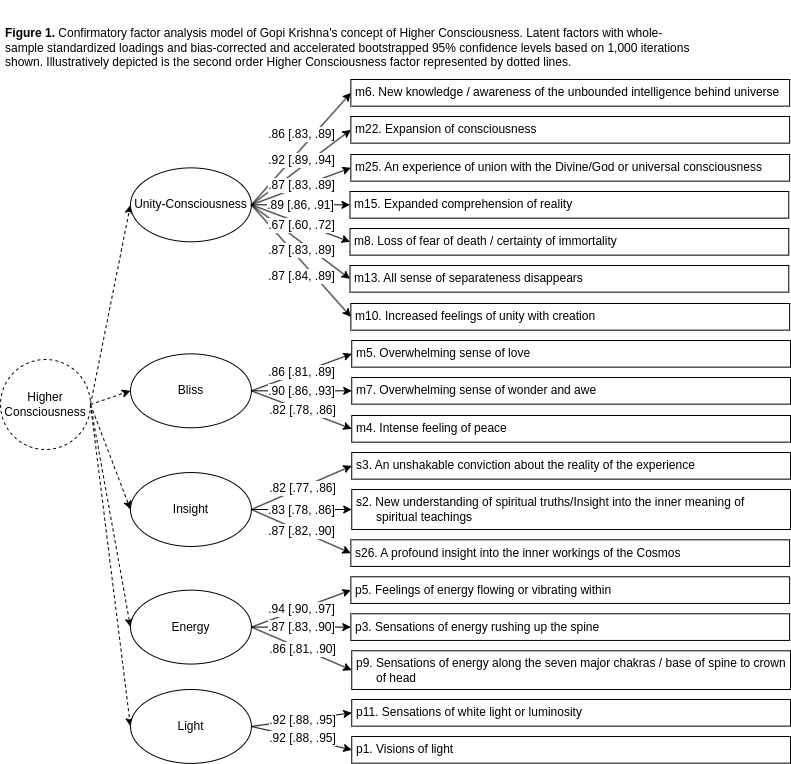 Figure 1. Confirmatory factor analysis model of Gopi Krishna's concept of Higher Consciousness. Latent factors with whole-
sample standardized loadings and bias-corrected and accelerated bootstrapped 95% confidence levels based on 1,000 iterations
shown. Illustratively depicted is the second order Higher Consciousness factor represented by dotted lines.
Higher
Consciousness
Unity-Consciousness
.86 [.83, .89]
m6. New knowledge / awareness of the unbounded intelligence behind universe
.92 [.89, .94]
m22. Expansion of consciousness
.87 [.83, .89]
m25. An experience of union with the Divine/God or universal consciousness
.89 [.86, .91]
m15. Expanded comprehension of reality
.67 [.60, .72]
m8. Loss of fear of death / certainty of immortality
.87 [.83, .89]
m13. All sense of separateness disappears
.87 [.84, .89]
m10. Increased feelings of unity with creation
Bliss
.86 [.81, .89]
m5. Overwhelming sense of love
.90 [.86, .93]
m7. Overwhelming sense of wonder and awe
.82 [.78, .86]
m4. Intense feeling of peace
Insight
.82 [.77, .86]
s3. An unshakable conviction about the reality of the experience
.83 [.78, .86]
s2. New understanding of spiritual truths/Insight into the inner meaning of
spiritual teachings
.87 [.82, .90]
s26. A profound insight into the inner workings of the Cosmos
Energy
.94 [.90, .97]
p5. Feelings of energy flowing or vibrating within
.87 [.83, .90]
p3. Sensations of energy rushing up the spine
.86 [.81, .90]
p9. Sensations of energy along the seven major chakras / base of spine to crown
of head
Light
.92 [.88, .95]
p11. Sensations of white light or luminosity
.92 [.88, .95]
p1. Visions of light